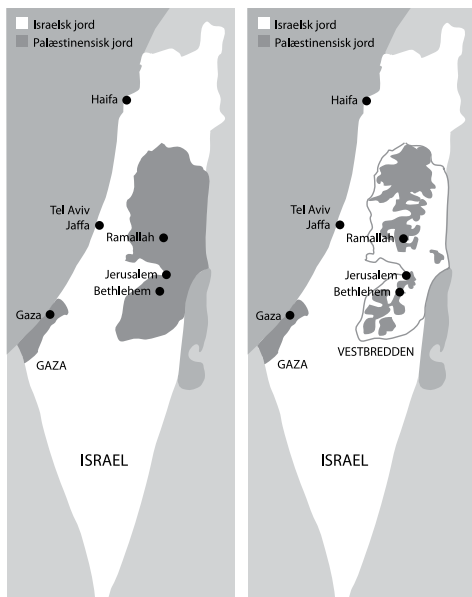 Israelsk jord
Palæstinensisk jord
Haifa
Tel Aviv
Jaffa
Ramallah
Jerusalem
Bethlehem
Gaza
GAZA
ISRAEL
Israelsk jord
Palæstinensisk jord
Haifa
Tel Aviv
Jaffa
Ramallah
Jerusalem
Bethlehem
Gaza
VESTBREDDEN
GAZA
ISRAEL